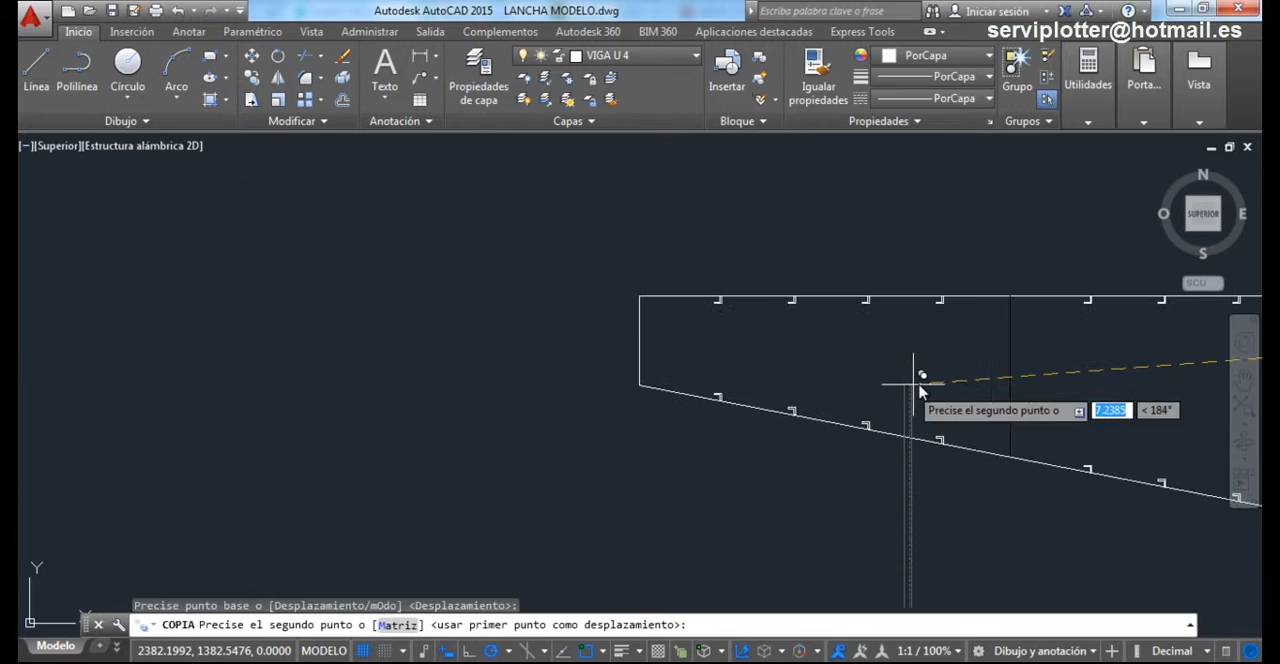 Autodesk AutoCAD 2015 LANCHA MODELO.dwg
Escriba palabra clave o frase
Iniciar sesión
Inicio Inserción Anotar Paramétrico Vista Administrar Salida Complementos Autodesk 360 BIM 360 Aplicaciones destacadas Express Tools
serviplotter@hotmail.es
VIGA U 4
PorCapa
PorCapa
PorCapa
Línea Polilínea Círculo Arco
Texto
Propiedades de capa
Insertar
Igualar propiedades
Grupo
Utilidades
Porta...
Vista
Dibujo Modificar Anotación Capas Bloque Propiedades Grupos
[−][Superior][Estructura alámbrica 2D]
N
O SUPERIOR E
S
SCU
Precise el segundo punto o 7.2385 < 184°
Y
Precise punto base o [Desplazamiento/mOdo] <Desplazamiento>:
COPIA Precise el segundo punto o [Matriz] <usar primer punto como desplazamiento>:
Modelo
2382.1992, 1382.5476, 0.0000 MODELO 1:1 / 100% Dibujo y anotación Decimal